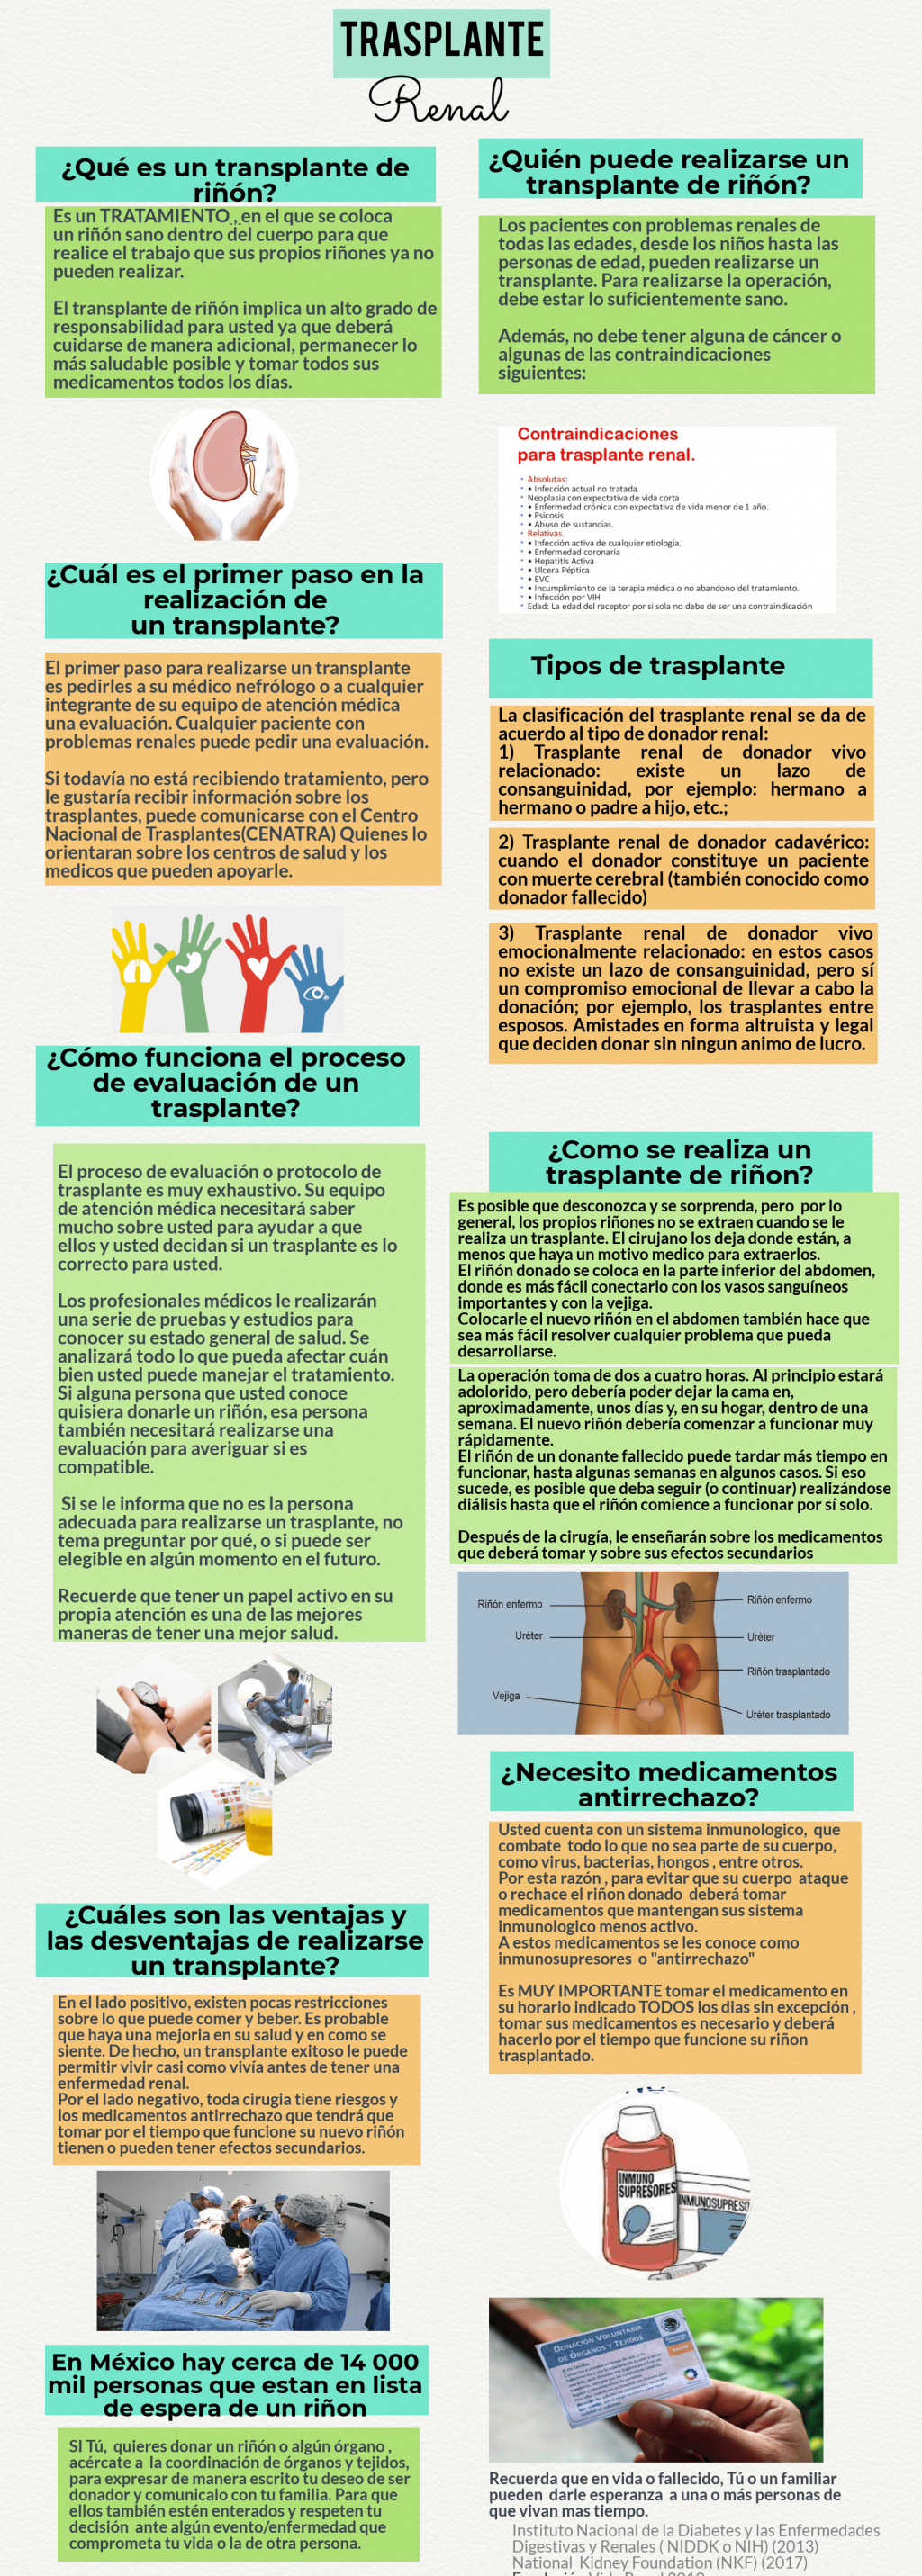 TRASPLANTE
Renal
¿Qué es un transplante de
riñón?
Es un TRATAMIENTO , en el que se coloca
un riñón sano dentro del cuerpo para que
realice el trabajo que sus propios riñones ya no
pueden realizar.
El transplante de riñón implica un alto grado de
responsabilidad para usted ya que deberá
cuidarse de manera adicional, permanecer lo
más saludable posible y tomar todos sus
medicamentos todos los días.
¿Cuál es el primer paso en la
realización de
un transplante?
El primer paso para realizarse un transplante
es pedirles a su médico nefrólogo o a cualquier
integrante de su equipo de atención médica
una evaluación. Cualquier paciente con
problemas renales puede pedir una evaluación.
Si todavía no está recibiendo tratamiento, pero
le gustaría recibir información sobre los
trasplantes, puede comunicarse con el Centro
Nacional de Trasplantes(CENATRA) Quienes lo
orientaran sobre los centros de salud y los
medicos que pueden apoyarle.
¿Cómo funciona el proceso
de evaluación de un
trasplante?
El proceso de evaluación o protocolo de
trasplante es muy exhaustivo. Su equipo
de atención médica necesitará saber
mucho sobre usted para ayudar a que
ellos y usted decidan si un trasplante es lo
correcto para usted.
Los profesionales médicos le realizarán
una serie de pruebas y estudios para
conocer su estado general de salud. Se
analizará todo lo que pueda afectar cuán
bien usted puede manejar el tratamiento.
Si alguna persona que usted conoce
quisiera donarle un riñón, esa persona
también necesitará realizarse una
evaluación para averiguar si es
compatible.
Si se le informa que no es la persona
adecuada para realizarse un trasplante, no
tema preguntar por qué, o si puede ser
elegible en algún momento en el futuro.
Recuerde que tener un papel activo en su
propia atención es una de las mejores
maneras de tener una mejor salud.
¿Cuáles son las ventajas y
las desventajas de realizarse
un transplante?
En el lado positivo, existen pocas restricciones
sobre lo que puede comer y beber. Es probable
que haya una mejoria en su salud y en como se
siente. De hecho, un transplante exitoso le puede
permitir vivir casi como vivía antes de tener una
enfermedad renal.
Por el lado negativo, toda cirugia tiene riesgos y
los medicamentos antirrechazo que tendrá que
tomar por el tiempo que funcione su nuevo riñón
tienen o pueden tener efectos secundarios.
En México hay cerca de 14 000
mil personas que estan en lista
de espera de un riñon
SI Tú, quieres donar un riñón o algún órgano ,
acércate a la coordinación de órganos y tejidos,
para expresar de manera escrito tu deseo de ser
donador y comunicalo con tu familia. Para que
ellos también estén enterados y respeten tu
decisión ante algún evento/enfermedad que
comprometa tu vida o la de otra persona.
¿Quién puede realizarse un
transplante de riñón?
Los pacientes con problemas renales de
todas las edades, desde los niños hasta las
personas de edad, pueden realizarse un
transplante. Para realizarse la operación,
debe estar lo suficientemente sano.
Además, no debe tener alguna de cáncer o
algunas de las contraindicaciones
siguientes:
Contraindicaciones
para trasplante renal.
• Absolutas:
• • Infección actual no tratada.
• Neoplasia con expectativa de vida corta
• • Enfermedad crónica con expectativa de vida menor de 1 año.
• • Psicosis
• • Abuso de sustancias.
• Relativas.
• • Infección activa de cualquier etiología.
• • Enfermedad coronaria
• • Hepatitis Activa
• • Ulcera Péptica
• • EVC
• • Incumplimiento de la terapia médica o no abandono del tratamiento.
• • Infección por VIH
• Edad: La edad del receptor por si sola no debe de ser una contraindicación
Tipos de trasplante
La clasificación del trasplante renal se da de
acuerdo al tipo de donador renal:
1) Trasplante renal de donador vivo
relacionado: existe un lazo de
consanguinidad, por ejemplo: hermano a
hermano o padre a hijo, etc.;
2) Trasplante renal de donador cadavérico:
cuando el donador constituye un paciente
con muerte cerebral (también conocido como
donador fallecido)
3) Trasplante renal de donador vivo
emocionalmente relacionado: en estos casos
no existe un lazo de consanguinidad, pero sí
un compromiso emocional de llevar a cabo la
donación; por ejemplo, los trasplantes entre
esposos. Amistades en forma altruista y legal
que deciden donar sin ningun animo de lucro.
¿Como se realiza un
trasplante de riñon?
Es posible que desconozca y se sorprenda, pero por lo
general, los propios riñones no se extraen cuando se le
realiza un trasplante. El cirujano los deja donde están, a
menos que haya un motivo medico para extraerlos.
El riñón donado se coloca en la parte inferior del abdomen,
donde es más fácil conectarlo con los vasos sanguíneos
importantes y con la vejiga.
Colocarle el nuevo riñón en el abdomen también hace que
sea más fácil resolver cualquier problema que pueda
desarrollarse.
La operación toma de dos a cuatro horas. Al principio estará
adolorido, pero debería poder dejar la cama en,
aproximadamente, unos días y, en su hogar, dentro de una
semana. El nuevo riñón debería comenzar a funcionar muy
rápidamente.
El riñón de un donante fallecido puede tardar más tiempo en
funcionar, hasta algunas semanas en algunos casos. Si eso
sucede, es posible que deba seguir (o continuar) realizándose
diálisis hasta que el riñón comience a funcionar por sí solo.
Después de la cirugía, le enseñarán sobre los medicamentos
que deberá tomar y sobre sus efectos secundarios
Riñón enfermo
Uréter
Vejiga
Riñón enfermo
Uréter
Riñón trasplantado
Uréter trasplantado
¿Necesito medicamentos
antirrechazo?
Usted cuenta con un sistema inmunologico, que
combate todo lo que no sea parte de su cuerpo,
como virus, bacterias, hongos , entre otros.
Por esta razón , para evitar que su cuerpo ataque
o rechace el riñon donado deberá tomar
medicamentos que mantengan sus sistema
inmunologico menos activo.
A estos medicamentos se les conoce como
inmunosupresores o "antirrechazo"
Es MUY IMPORTANTE tomar el medicamento en
su horario indicado TODOS los dias sin excepción ,
tomar sus medicamentos es necesario y deberá
hacerlo por el tiempo que funcione su riñon
trasplantado.
INMUNO
SUPRESORES
INMUNOSUPRESO
DONACIÓN VOLUNTARIA
DE ÓRGANOS Y TEJIDOS
Recuerda que en vida o fallecido, Tú o un familiar
pueden darle esperanza a una o más personas de
que vivan mas tiempo.
Instituto Nacional de la Diabetes y las Enfermedades
Digestivas y Renales ( NIDDK o NIH) (2013)
National Kidney Foundation (NKF) (2017)